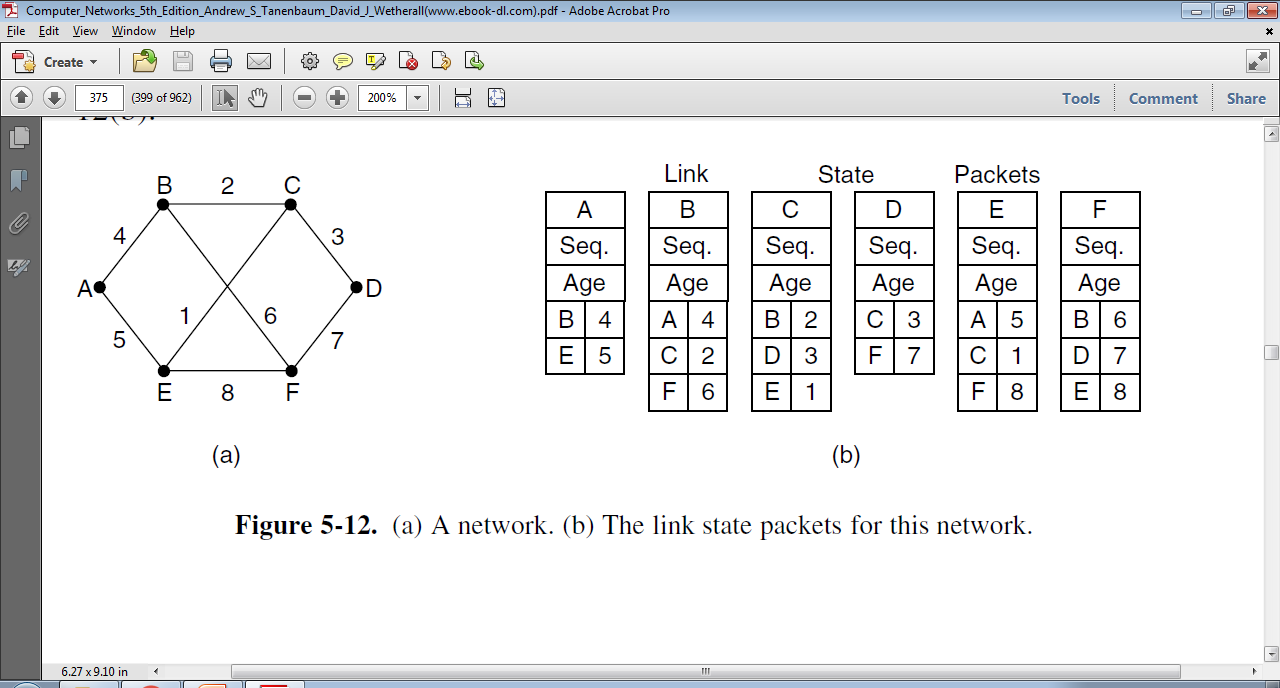 Computer_Networks_5th_Edition_Andrew_S_Tanenbaum_David_J_Wetherall(www.ebook-dl.com).pdf - Adobe Acrobat Pro
File Edit View Window Help
Create
375 (399 of 962) 200% Tools Comment Share
12(b).
Link State Packets
B 2 C
A B C D E F
4 3
Seq. Seq. Seq. Seq. Seq. Seq.
A D
Age Age Age Age Age Age
1 6
B 4 A 4 B 2 C 3 A 5 B 6
5 7
E 5 C 2 D 3 F 7 C 1 D 7
E 8 F
F 6 E 1 F 8 E 8
(a) (b)
Figure 5-12. (a) A network. (b) The link state packets for this network.
6.27 x 9.10 in